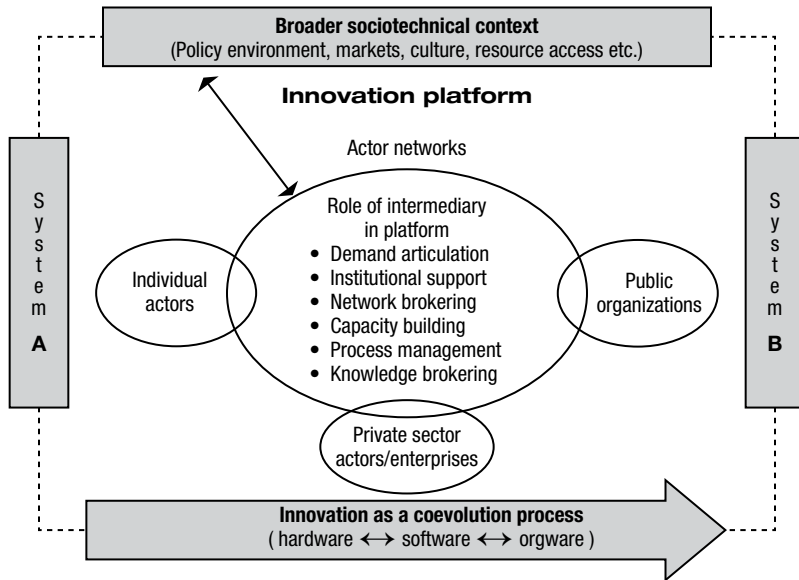 Broader sociotechnical context
(Policy environment, markets, culture, resource access etc.)
Innovation platform
Actor networks
System
A
Role of intermediary
in platform
• Demand articulation
• Institutional support
• Network brokering
• Capacity building
• Process management
• Knowledge brokering
Individual
actors
Public
organizations
System
B
Private sector
actors/enterprises
Innovation as a coevolution process
( hardware ↔ software ↔ orgware )